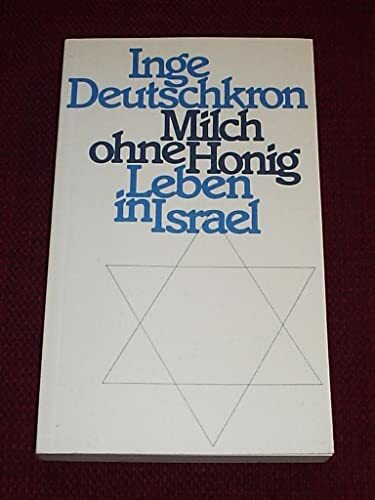 Inge
Deutschkron
Milch
ohne Honig
Leben
in Israel